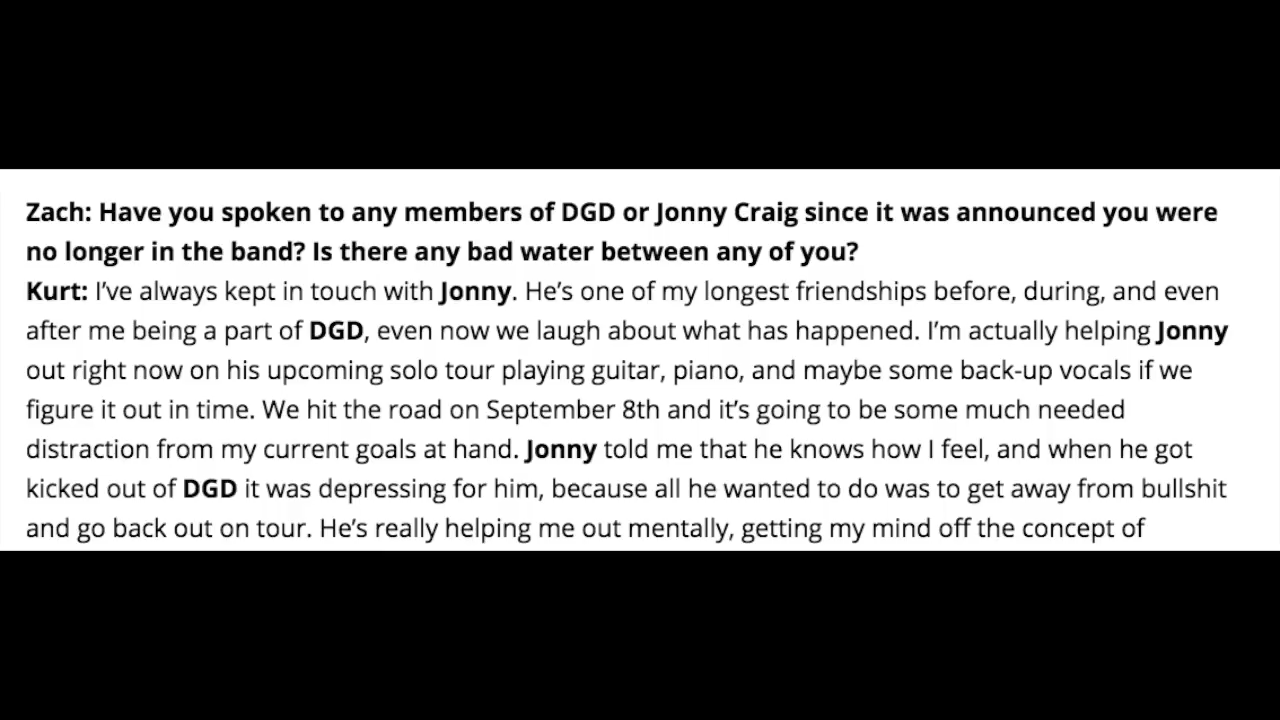 Zach: Have you spoken to any members of DGD or Jonny Craig since it was announced you were
no longer in the band? Is there any bad water between any of you?
Kurt: I’ve always kept in touch with Jonny. He’s one of my longest friendships before, during, and even
after me being a part of DGD, even now we laugh about what has happened. I’m actually helping Jonny
out right now on his upcoming solo tour playing guitar, piano, and maybe some back-up vocals if we
figure it out in time. We hit the road on September 8th and it’s going to be some much needed
distraction from my current goals at hand. Jonny told me that he knows how I feel, and when he got
kicked out of DGD it was depressing for him, because all he wanted to do was to get away from bullshit
and go back out on tour. He’s really helping me out mentally, getting my mind off the concept of